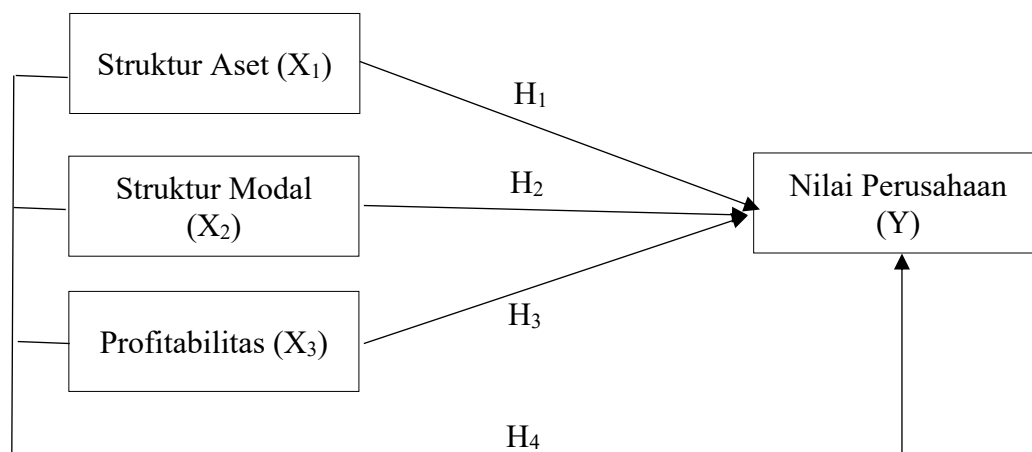 Struktur Aset (X₁)
H₁
Struktur Modal
(X₂)
H₂
Nilai Perusahaan
(Y)
Profitabilitas (X₃)
H₃
H₄